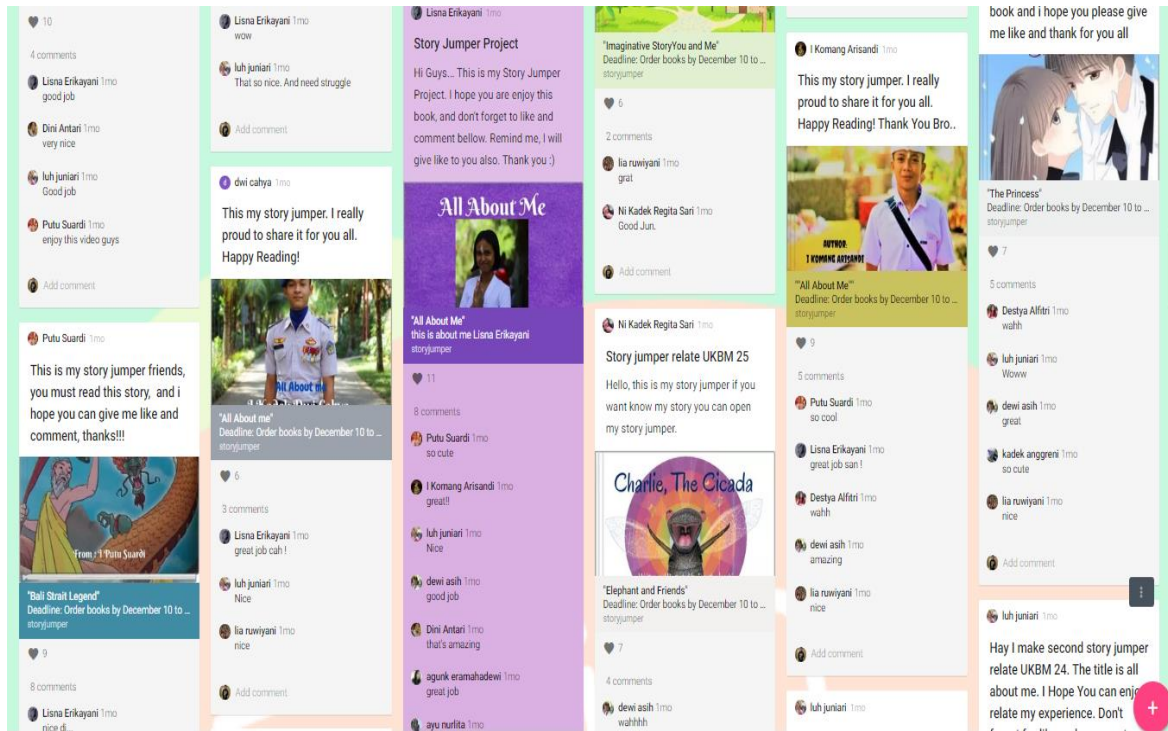 10
4 comments
Lisna Erikayani 1mo
good job
Dini Antari 1mo
very nice
luh juniari 1mo
Good job
Putu Suardi 1mo
enjoy this video guys
Add comment
Putu Suardi 1mo
This is my story jumper friends,
you must read this story, and i
hope you can give me like and
comment, thanks!!!
From : I Putu Suardi
"Bali Strait Legend"
Deadline: Order books by December 10 to ...
storyjumper
9
8 comments
Lisna Erikayani 1mo
nice di...
Lisna Erikayani 1mo
wow
luh juniari 1mo
That so nice. And need struggle
Add comment
d dwi cahya 1mo
This my story jumper. I really
proud to share it for you all.
Happy Reading!
All About me
"All About me"
Deadline: Order books by December 10 to ...
storyjumper
6
3 comments
Lisna Erikayani 1mo
great job cah !
luh juniari 1mo
Nice
lia ruwiyani 1mo
nice
Add comment
Lisna Erikayani 1mo
Story Jumper Project
Hi Guys... This is my Story Jumper
Project. I hope you are enjoy this
book, and don't forget to like and
comment bellow. Remind me, I will
give like to you also. Thank you :)
All About Me
"All About Me"
this is about me Lisna Erikayani
storyjumper
11
8 comments
Putu Suardi 1mo
so cute
I Komang Arisandi 1mo
great!!
luh juniari 1mo
Nice
dewi asih 1mo
good job
Dini Antari 1mo
that's amazing
agunk eramahadewi 1mo
great job
ayu nurlita 1mo
"Imaginative StoryYou and Me"
Deadline: Order books by December 10 to ...
storyjumper
6
2 comments
lia ruwiyani 1mo
grat
Ni Kadek Regita Sari 1mo
Good Jun.
Add comment
Ni Kadek Regita Sari 1mo
Story jumper relate UKBM 25
Hello, this is my story jumper if you
want know my story you can open
my story jumper.
Charlie, The Cicada
"Elephant and Friends"
Deadline: Order books by December 10 to ...
storyjumper
7
4 comments
dewi asih 1mo
wahhhh
I Komang Arisandi 1mo
This my story jumper. I really
proud to share it for you all.
Happy Reading! Thank You Bro..
AUTHOR:
I KOMANG ARISANDI
""All About Me""
Deadline: Order books by December 10 to ...
storyjumper
9
5 comments
Putu Suardi 1mo
so cool
Lisna Erikayani 1mo
great job san !
Destya Alfitri 1mo
wahh
dewi asih 1mo
amazing
lia ruwiyani 1mo
nice
Add comment
luh juniari 1mo
book and i hope you please give
me like and thank for you all
"The Princess"
Deadline: Order books by December 10 to ...
storyjumper
7
5 comments
Destya Alfitri 1mo
wahh
luh juniari 1mo
Woww
dewi asih 1mo
great
kadek anggreni 1mo
so cute
lia ruwiyani 1mo
nice
Add comment
luh juniari 1mo
Hay I make second story jumper
relate UKBM 24. The title is all
about me. I Hope You can enjoy
relate my experience. Don't